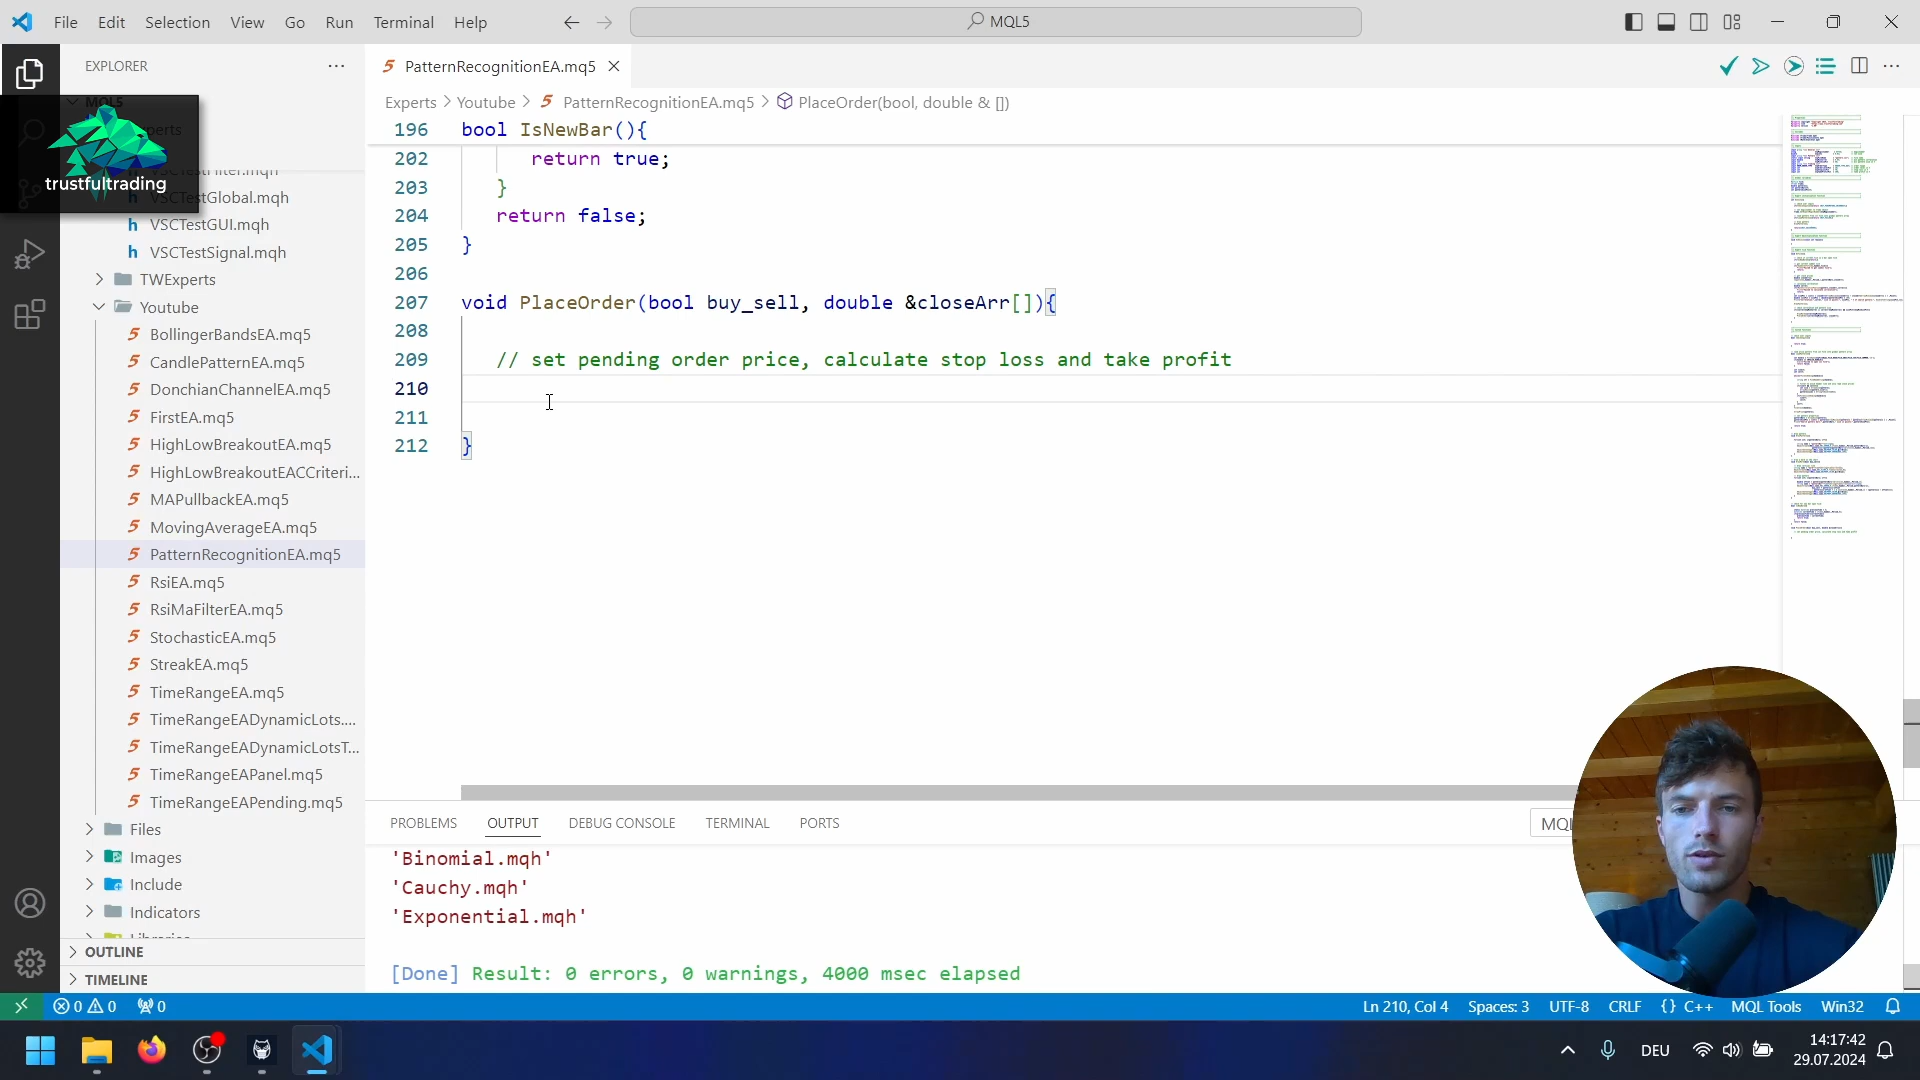 File Edit Selection View Go Run Terminal Help
MQL5
EXPLORER
PatternRecognitionEA.mq5
Experts > Youtube > PatternRecognitionEA.mq5 > PlaceOrder(bool, double & [])
trustfultrading
VSCTestGlobal.mqh
VSCTestGUI.mqh
VSCTestSignal.mqh
TWExperts
Youtube
BollingerBandsEA.mq5
CandlePatternEA.mq5
DonchianChannelEA.mq5
FirstEA.mq5
HighLowBreakoutEA.mq5
HighLowBreakoutEACCriteri...
MAPullbackEA.mq5
MovingAverageEA.mq5
PatternRecognitionEA.mq5
RsiEA.mq5
RsiMaFilterEA.mq5
StochasticEA.mq5
StreakEA.mq5
TimeRangeEA.mq5
TimeRangeEADynamicLots....
TimeRangeEADynamicLotsT...
TimeRangeEAPanel.mq5
TimeRangeEAPending.mq5
Files
Images
Include
Indicators
OUTLINE
TIMELINE
196 bool IsNewBar(){
202 return true;
203 }
204 return false;
205 }
206
207 void PlaceOrder(bool buy_sell, double &closeArr[]){
208
209 // set pending order price, calculate stop loss and take profit
210
211
212 }
PROBLEMS OUTPUT DEBUG CONSOLE TERMINAL PORTS
MQL
'Binomial.mqh'
'Cauchy.mqh'
'Exponential.mqh'
[Done] Result: 0 errors, 0 warnings, 4000 msec elapsed
0 0 0 Ln 210, Col 4 Spaces: 3 UTF-8 CRLF {} C++ MQL Tools Win32
DEU 14:17:42
29.07.2024